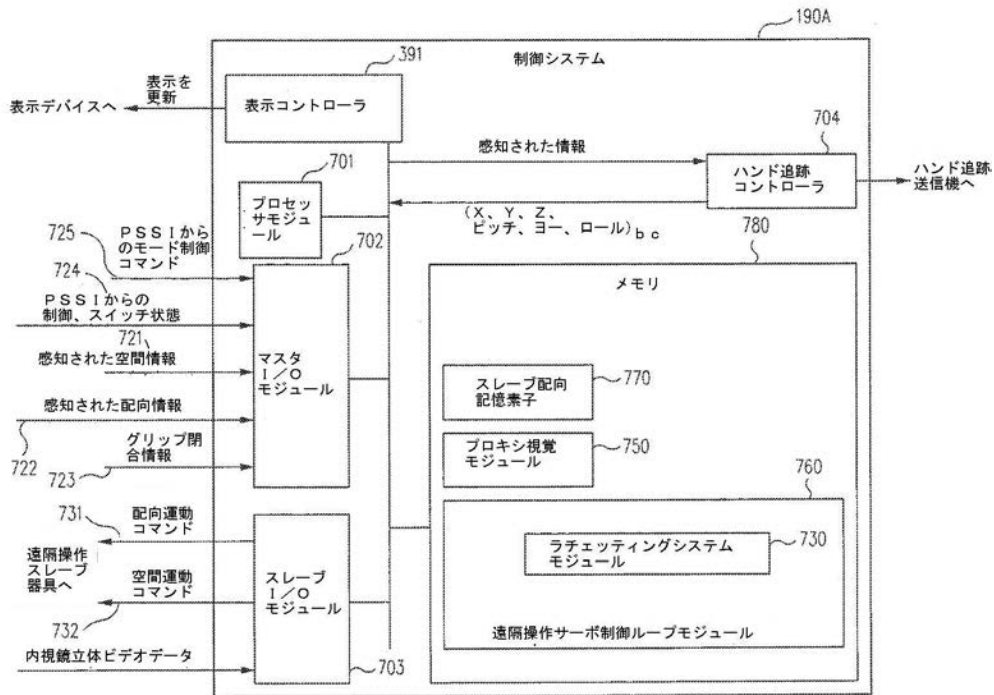 190A
制御システム
391
表示コントローラ
表示を
更新
表示デバイスへ
感知された情報
704
ハンド追跡
コントローラ
ハンド追跡
送信機へ
701
プロセッ
サモジュ
ール
(X、Y、Z、
ピッチ、ヨー、ロール)bc
780
メモリ
725
PSSIから
のモード制御
コマンド
702
724
PSSIからの
制御、スイッチ状態
721
感知された空間情報
マスタ
I/O
モジュール
感知された配向情報
722
グリップ閉
合情報
723
スレーブ配向
記憶素子
770
プロキシ視覚
モジュール
750
760
ラチェッティングシステム
モジュール
730
遠隔操作サーボ制御ループモジュール
731
配向運動
コマンド
遠隔操作
スレーブ
器具へ
空間運動
コマンド
732
スレーブ
I/O
モジュール
内視鏡立体ビデオデータ
703